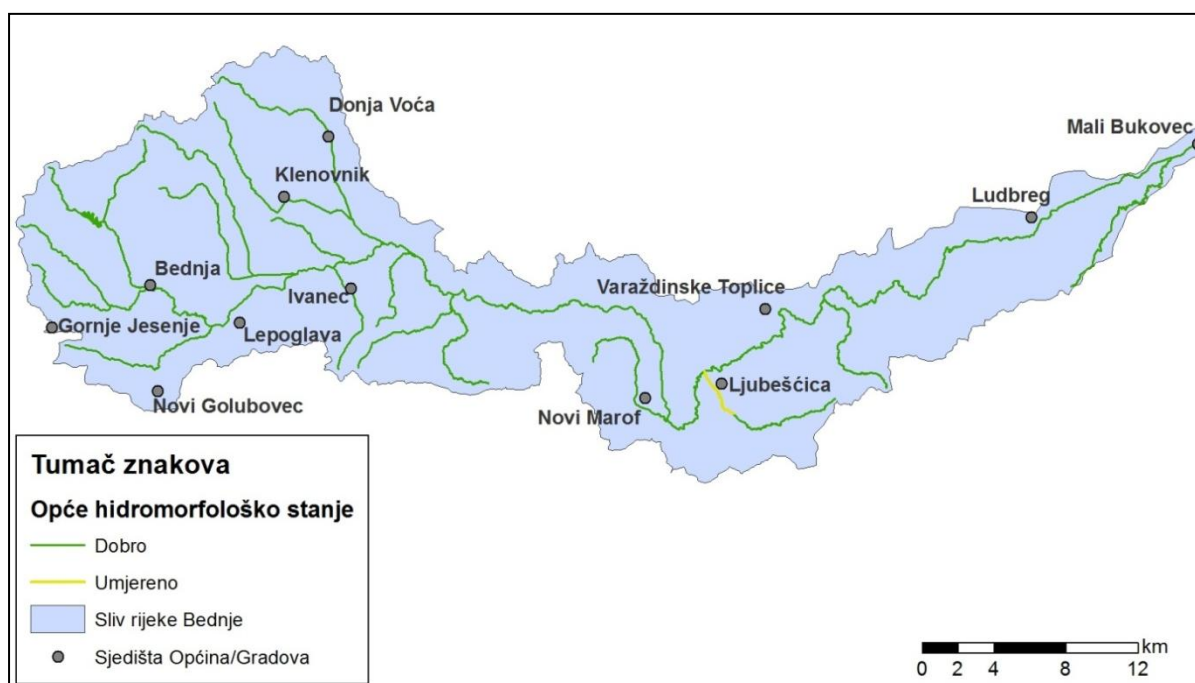 Donja Voća
Mali Bukovec
Klenovnik
Ludbreg
Bednja
Ivanec
Varaždinske Toplice
Gornje Jesenje
Lepoglava
Ljubešćica
Novi Golubovec
Novi Marof
Tumač znakova
Opće hidromorfološko stanje
Dobro
Umjereno
Sliv rijeke Bednje
Sjedišta Općina/Gradova
km
0 2 4 8 12